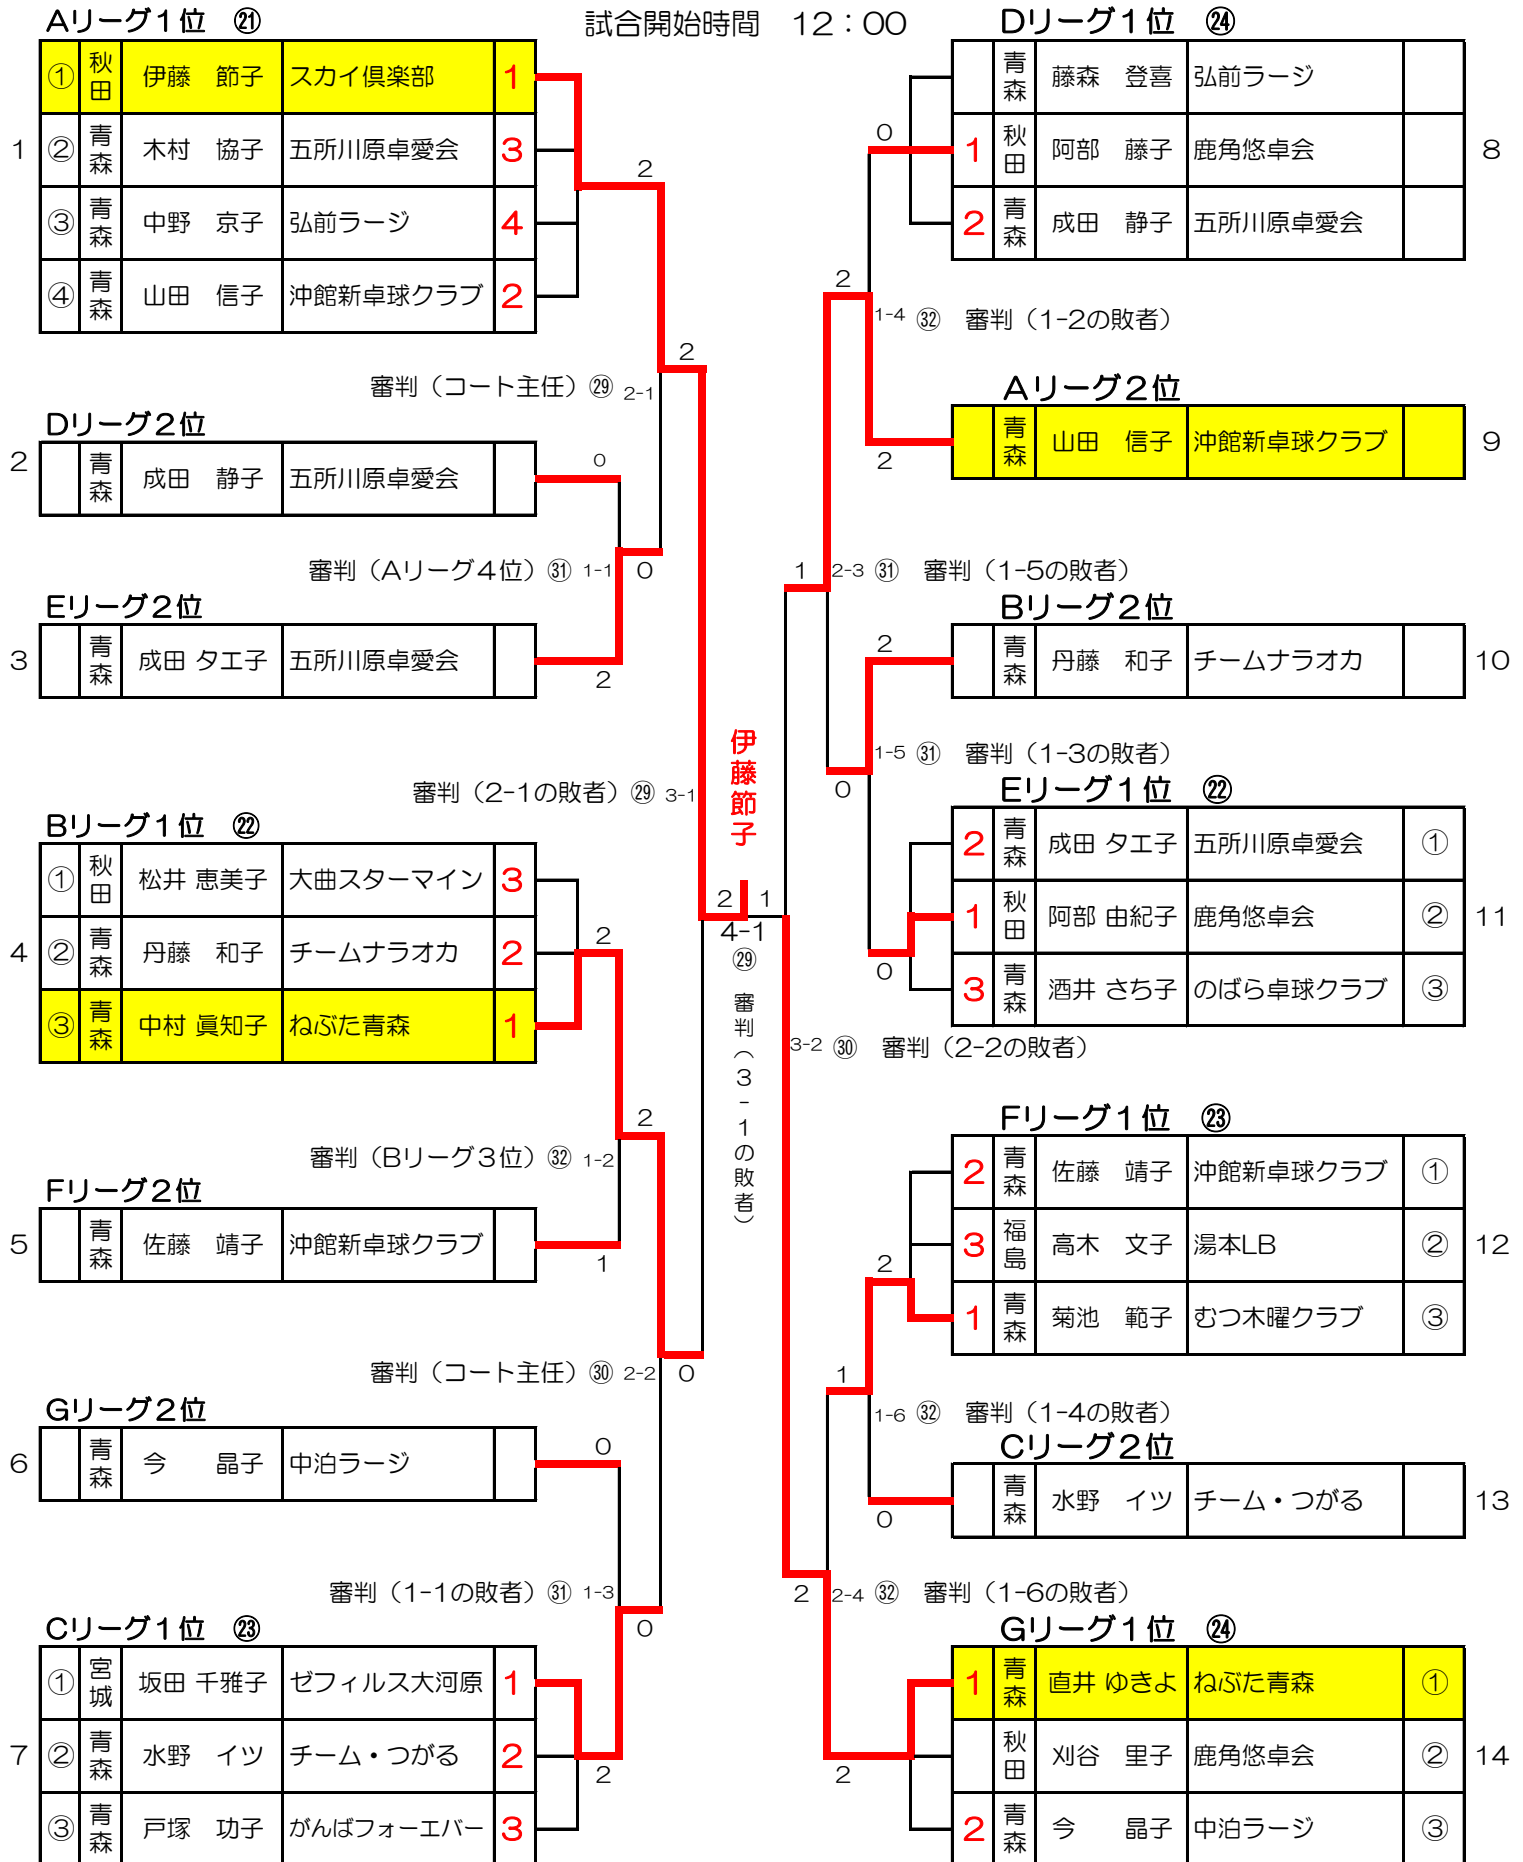 試合開始時間　12：00
Aリーグ1位　㉑
1
① 秋田 伊藤　節子 スカイ倶楽部 1
② 青森 木村　協子 五所川原卓愛会 3
③ 青森 中野　京子 弘前ラージ 4
④ 青森 山田　信子 沖館新卓球クラブ 2
2
2
審判（コート主任）㉙ 2-1
Dリーグ2位
2 青森 成田　静子 五所川原卓愛会
0
審判（Aリーグ4位）㉛ 1-1 0
Eリーグ2位
3 青森 成田 タエ子 五所川原卓愛会
2
審判（2-1の敗者）㉙ 3-1
Bリーグ1位　㉒
4
① 秋田 松井 恵美子 大曲スターマイン 3
② 青森 丹藤　和子 チームナラオカ 2
③ 青森 中村 眞知子 ねぶた青森 1
2
2
審判（Bリーグ3位）㉜ 1-2
Fリーグ2位
5 青森 佐藤　靖子 沖館新卓球クラブ
1
審判（コート主任）㉚ 2-2 0
Gリーグ2位
6 青森 今　　晶子 中泊ラージ
0
審判（1-1の敗者）㉛ 1-3
0
Cリーグ1位　㉓
7
① 宮城 坂田 千雅子 ゼフィルス大河原 1
② 青森 水野　イツ チーム・つがる 2
③ 青森 戸塚　功子 がんばフォーエバー 3
2
伊藤節子
2 1
4-1
㉙
審判（3-1の敗者）
Dリーグ1位　㉔
青森 藤森　登喜 弘前ラージ
1 秋田 阿部　藤子 鹿角悠卓会
2 青森 成田　静子 五所川原卓愛会
8
0
2
1-4 ㉜　審判（1-2の敗者）
Aリーグ2位
青森 山田　信子 沖館新卓球クラブ 9
2
1 2-3 ㉛　審判（1-5の敗者）
Bリーグ2位
青森 丹藤　和子 チームナラオカ 10
2
1-5 ㉛　審判（1-3の敗者）
0
Eリーグ1位　㉒
2 青森 成田 タエ子 五所川原卓愛会 ①
1 秋田 阿部 由紀子 鹿角悠卓会 ②
3 青森 酒井 さち子 のばら卓球クラブ ③
11
0
3-2 ㉚　審判（2-2の敗者）
Fリーグ1位　㉓
2 青森 佐藤　靖子 沖館新卓球クラブ ①
3 福島 高木　文子 湯本LB ②
1 青森 菊池　範子 むつ木曜クラブ ③
12
2
1
1-6 ㉜　審判（1-4の敗者）
Cリーグ2位
青森 水野　イツ チーム・つがる 13
0
2 2-4 ㉜　審判（1-6の敗者）
Gリーグ1位　㉔
1 青森 直井 ゆきよ ねぶた青森 ①
秋田 刈谷　里子 鹿角悠卓会 ②
2 青森 今　　晶子 中泊ラージ ③
14
2